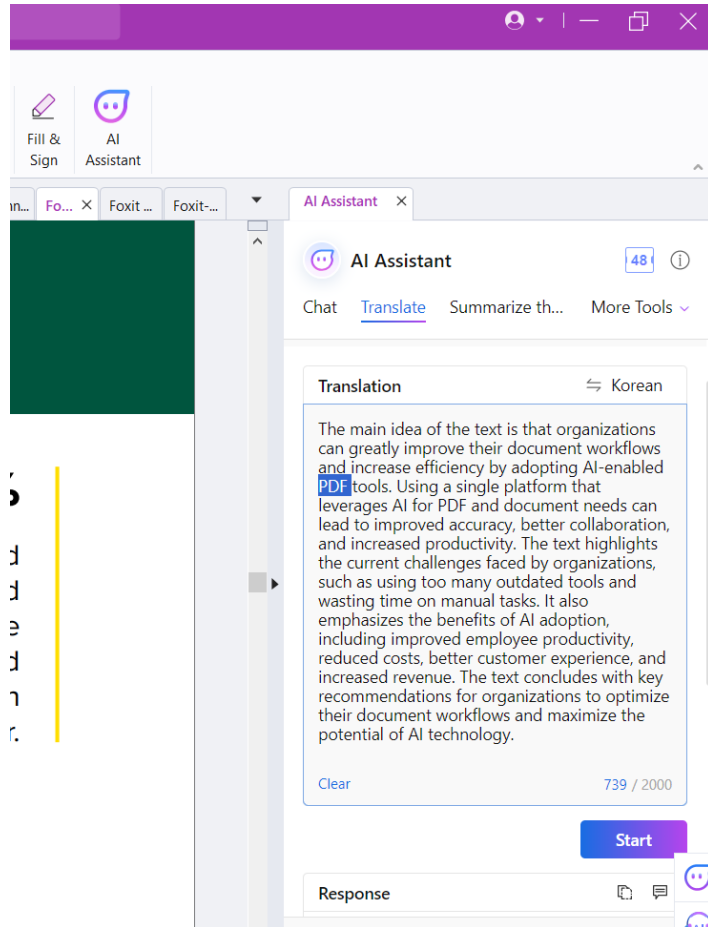 Fill &
Sign
AI
Assistant
Fo...
Foxit ...
Foxit-...
AI Assistant
AI Assistant
48
Chat
Translate
Summarize th...
More Tools
Translation
Korean
The main idea of the text is that organizations
can greatly improve their document workflows
and increase efficiency by adopting AI-enabled
PDF tools. Using a single platform that
leverages AI for PDF and document needs can
lead to improved accuracy, better collaboration,
and increased productivity. The text highlights
the current challenges faced by organizations,
such as using too many outdated tools and
wasting time on manual tasks. It also
emphasizes the benefits of AI adoption,
including improved employee productivity,
reduced costs, better customer experience, and
increased revenue. The text concludes with key
recommendations for organizations to optimize
their document workflows and maximize the
potential of AI technology.
Clear
739 / 2000
Start
Response